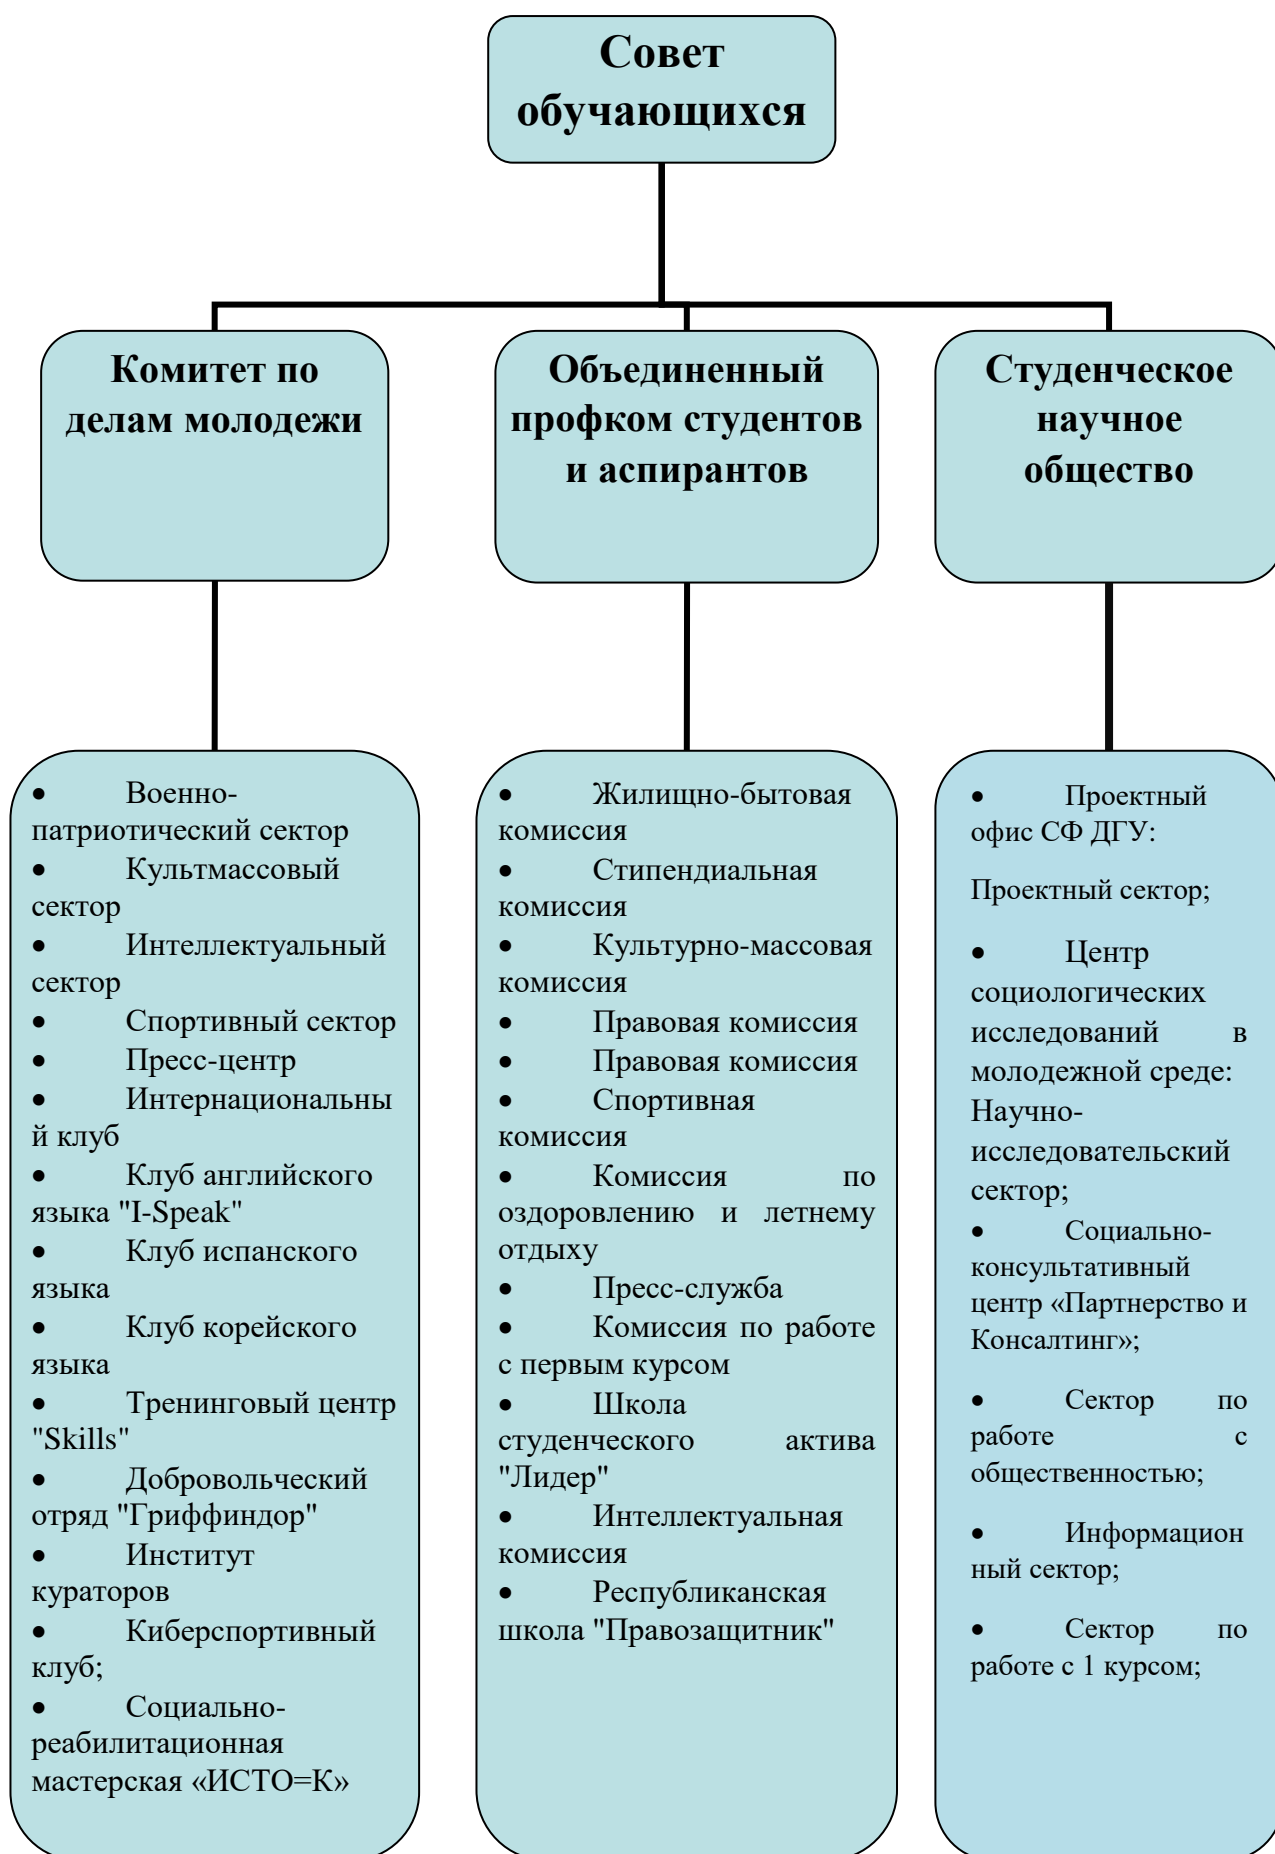 Совет
обучающихся
Комитет по
делам молодежи
Объединенный
профком студентов
и аспирантов
Студенческое
научное
общество
• Военно-
патриотический сектор
• Культмассовый
сектор
• Интеллектуальный
сектор
• Спортивный сектор
• Пресс-центр
• Интернациональны
й клуб
• Клуб английского
языка "I-Speak"
• Клуб испанского
языка
• Клуб корейского
языка
• Тренинговый центр
"Skills"
• Добровольческий
отряд "Гриффиндор"
• Институт
кураторов
• Киберспортивный
клуб;
• Социально-
реабилитационная
мастерская «ИСТО=К»
• Жилищно-бытовая
комиссия
• Стипендиальная
комиссия
• Культурно-массовая
комиссия
• Правовая комиссия
• Правовая комиссия
• Спортивная
комиссия
• Комиссия по
оздоровлению и летнему
отдыху
• Пресс-служба
• Комиссия по работе
с первым курсом
• Школа
студенческого актива
"Лидер"
• Интеллектуальная
комиссия
• Республиканская
школа "Правозащитник"
• Проектный
офис СФ ДГУ:
Проектный сектор;
• Центр
социологических
исследований в
молодежной среде:
Научно-
исследовательский
сектор;
• Социально-
консультативный
центр «Партнерство и
Консалтинг»;
• Сектор по
работе с
общественностью;
• Информацион
ный сектор;
• Сектор по
работе с 1 курсом;